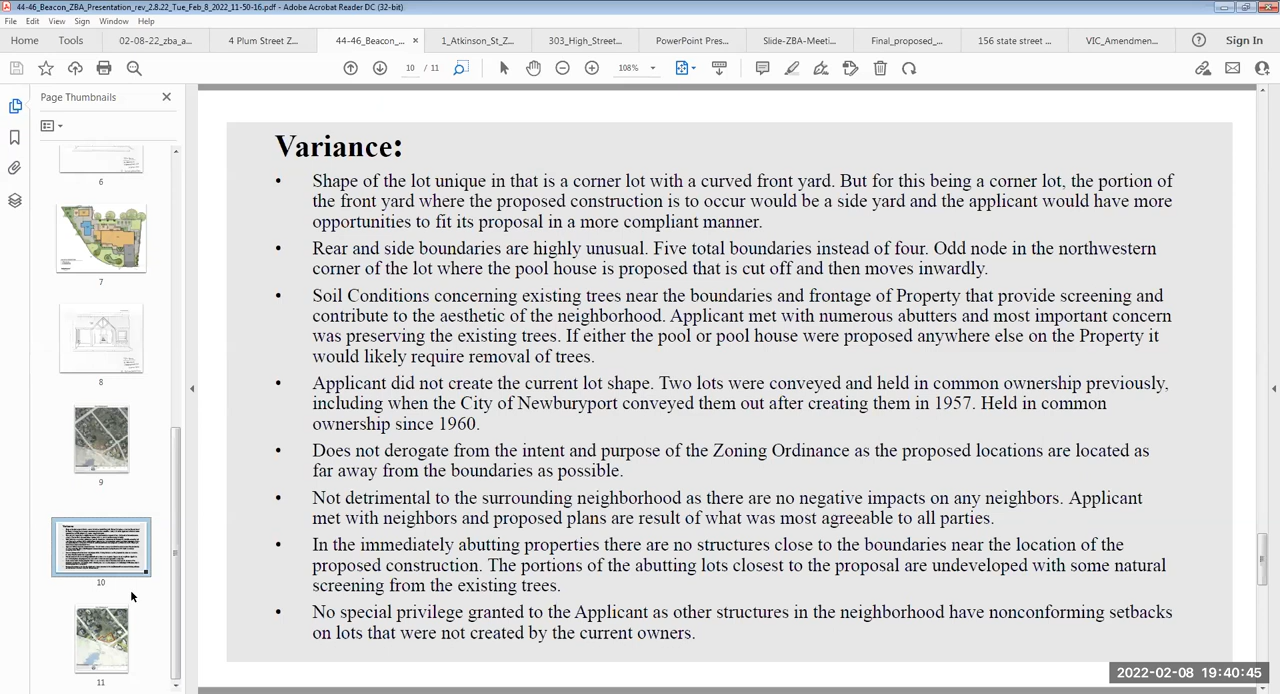 44-46_Beacon_ZBA_Presentation_rev_2.8.22_Tue_Feb_8_2022_11-50-16.pdf - Adobe Acrobat Reader DC (32-bit)
File Edit View Sign Window Help
Home Tools 02-08-22_zba_a... 4 Plum Street Z... 44-46_Beacon_... × 1_Atkinson_St_Z... 303_High_Street... PowerPoint Pres... Slide-ZBA-Meeti... Final_proposed_... 156 state street ... VIC_Amendmen... Sign In
10 / 11 108%
Page Thumbnails
6
7
8
9
10
11
Variance:
• Shape of the lot unique in that is a corner lot with a curved front yard. But for this being a corner lot, the portion of
the front yard where the proposed construction is to occur would be a side yard and the applicant would have more
opportunities to fit its proposal in a more compliant manner.
• Rear and side boundaries are highly unusual. Five total boundaries instead of four. Odd node in the northwestern
corner of the lot where the pool house is proposed that is cut off and then moves inwardly.
• Soil Conditions concerning existing trees near the boundaries and frontage of Property that provide screening and
contribute to the aesthetic of the neighborhood. Applicant met with numerous abutters and most important concern
was preserving the existing trees. If either the pool or pool house were proposed anywhere else on the Property it
would likely require removal of trees.
• Applicant did not create the current lot shape. Two lots were conveyed and held in common ownership previously,
including when the City of Newburyport conveyed them out after creating them in 1957. Held in common
ownership since 1960.
• Does not derogate from the intent and purpose of the Zoning Ordinance as the proposed locations are located as
far away from the boundaries as possible.
• Not detrimental to the surrounding neighborhood as there are no negative impacts on any neighbors. Applicant
met with neighbors and proposed plans are result of what was most agreeable to all parties.
• In the immediately abutting properties there are no structures close to the boundaries near the location of the
proposed construction. The portions of the abutting lots closest to the proposal are undeveloped with some natural
screening from the existing trees.
• No special privilege granted to the Applicant as other structures in the neighborhood have nonconforming setbacks
on lots that were not created by the current owners.
2022-02-08 19:40:45